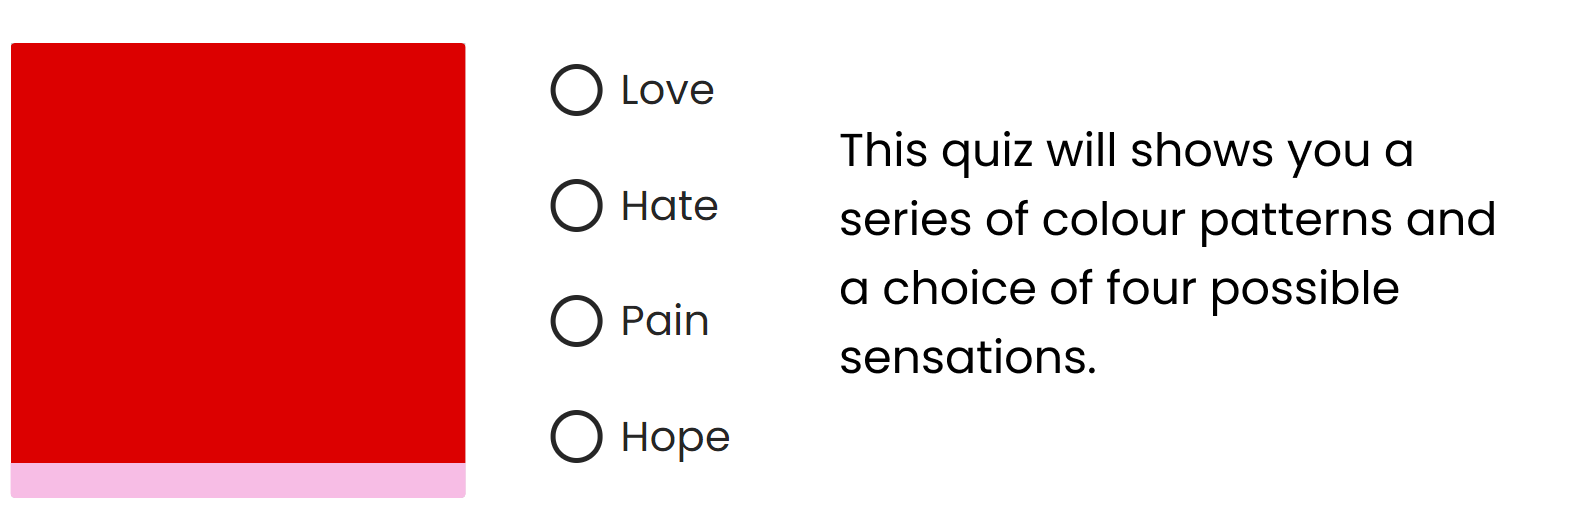 Love
Hate
Pain
Hope
This quiz will shows you a
series of colour patterns and
a choice of four possible
sensations.